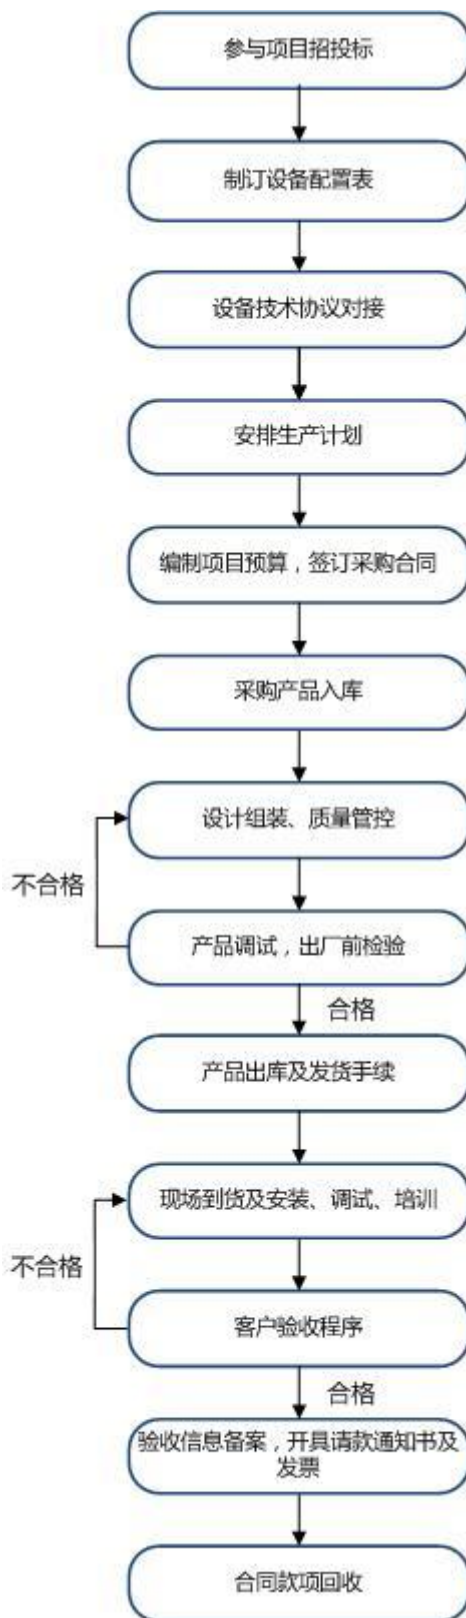 参与项目招投标
制订设备配置表
设备技术协议对接
安排生产计划
编制项目预算，签订采购合同
采购产品入库
设计组装、质量管控
不合格
产品调试，出厂前检验
合格
产品出库及发货手续
现场到货及安装、调试、培训
不合格
客户验收程序
合格
验收信息备案，开具请款通知书及
发票
合同款项回收